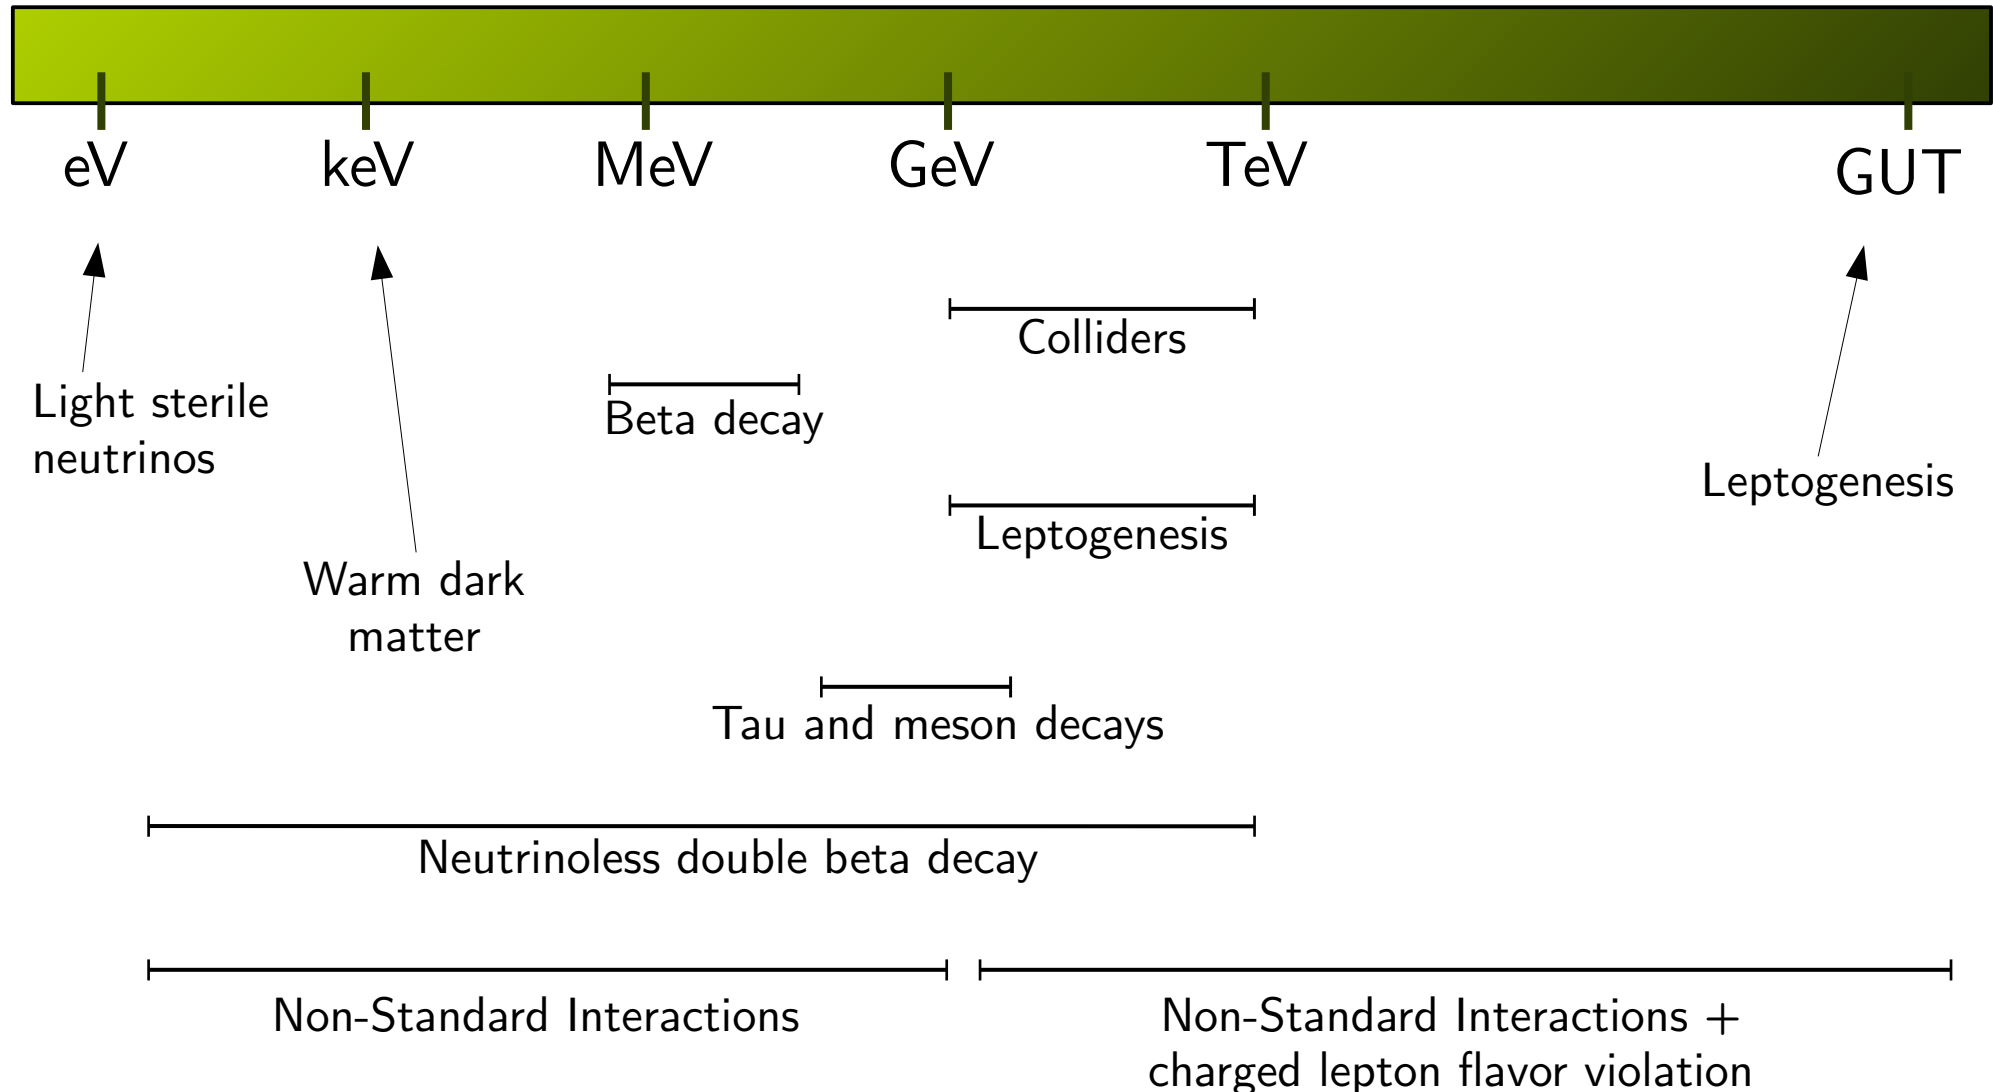 eV
keV
MeV
GeV
TeV
GUT
Colliders
Light sterile
neutrinos
Beta decay
Leptogenesis
Leptogenesis
Warm dark
matter
Tau and meson decays
Neutrinoless double beta decay
Non-Standard Interactions
Non-Standard Interactions +
charged lepton flavor violation